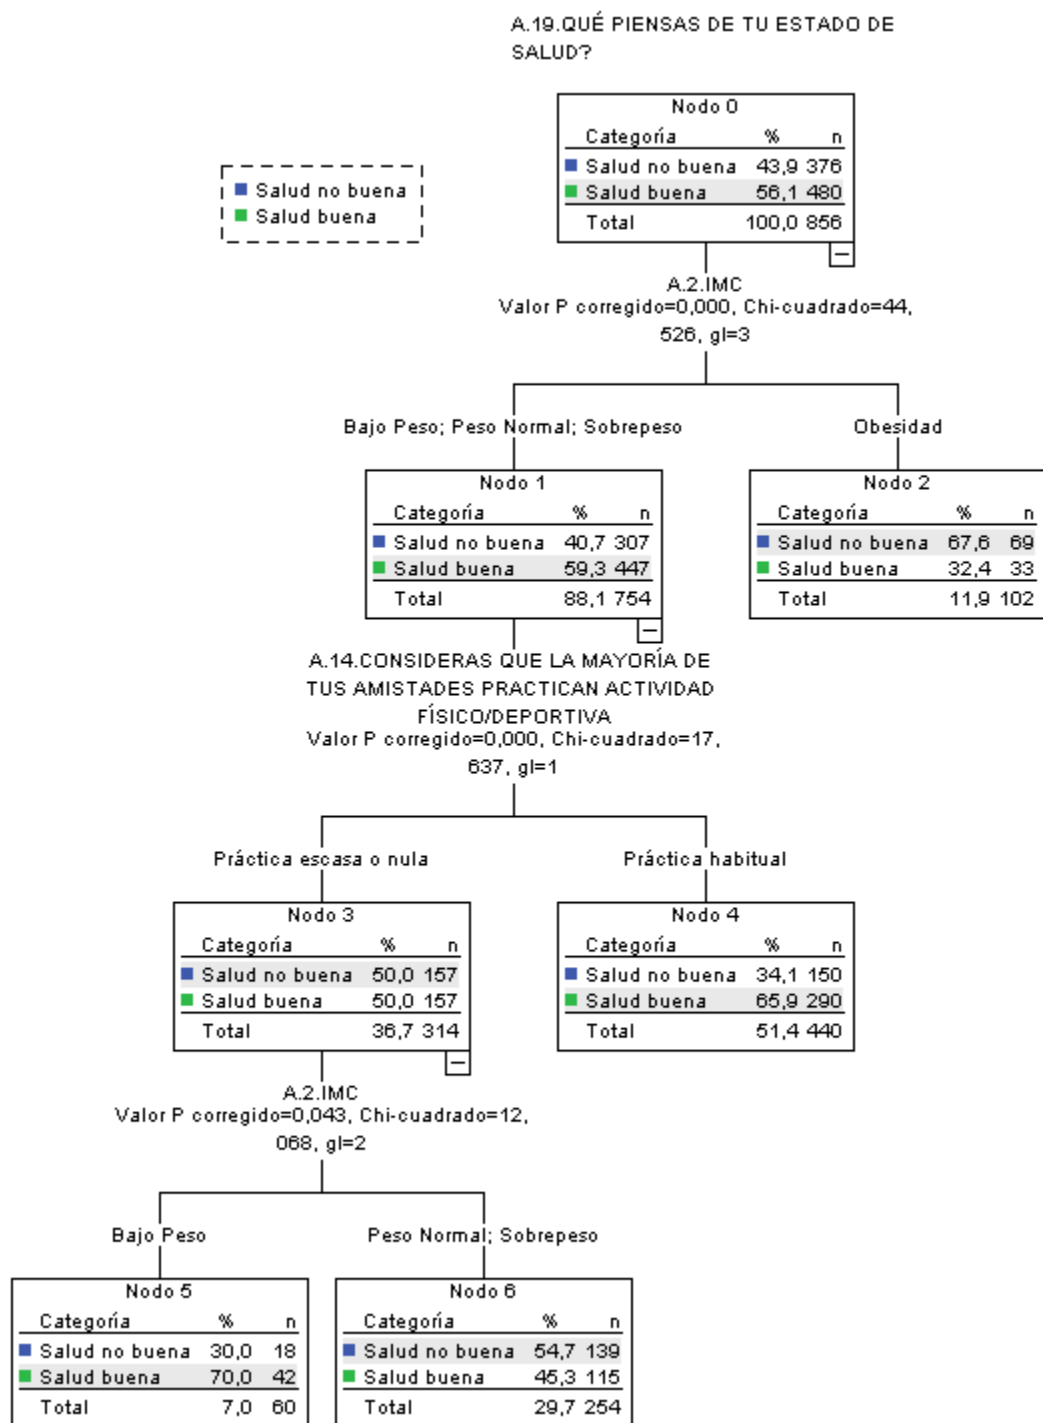 A.19.QUÉ PIENSAS DE TU ESTADO DE
SALUD?
Nodo 0
Categoría % n
Salud no buena 43,9 376
Salud buena 56,1 480
Total 100,0 856
Salud no buena
Salud buena
A.2.IMC
Valor P corregido=0,000, Chi-cuadrado=44,
526, gl=3
Bajo Peso; Peso Normal; Sobrepeso
Obesidad
Nodo 1
Categoría % n
Salud no buena 40,7 307
Salud buena 59,3 447
Total 88,1 754
Nodo 2
Categoría % n
Salud no buena 67,6 69
Salud buena 32,4 33
Total 11,9 102
A.14.CONSIDERAS QUE LA MAYORÍA DE
TUS AMISTADES PRACTICAN ACTIVIDAD
FÍSICO/DEPORTIVA
Valor P corregido=0,000, Chi-cuadrado=17,
637, gl=1
Práctica escasa o nula
Práctica habitual
Nodo 3
Categoría % n
Salud no buena 50,0 157
Salud buena 50,0 157
Total 36,7 314
Nodo 4
Categoría % n
Salud no buena 34,1 150
Salud buena 65,9 290
Total 51,4 440
A.2.IMC
Valor P corregido=0,043, Chi-cuadrado=12,
068, gl=2
Bajo Peso
Peso Normal; Sobrepeso
Nodo 5
Categoría % n
Salud no buena 30,0 18
Salud buena 70,0 42
Total 7,0 60
Nodo 6
Categoría % n
Salud no buena 54,7 139
Salud buena 45,3 115
Total 29,7 254